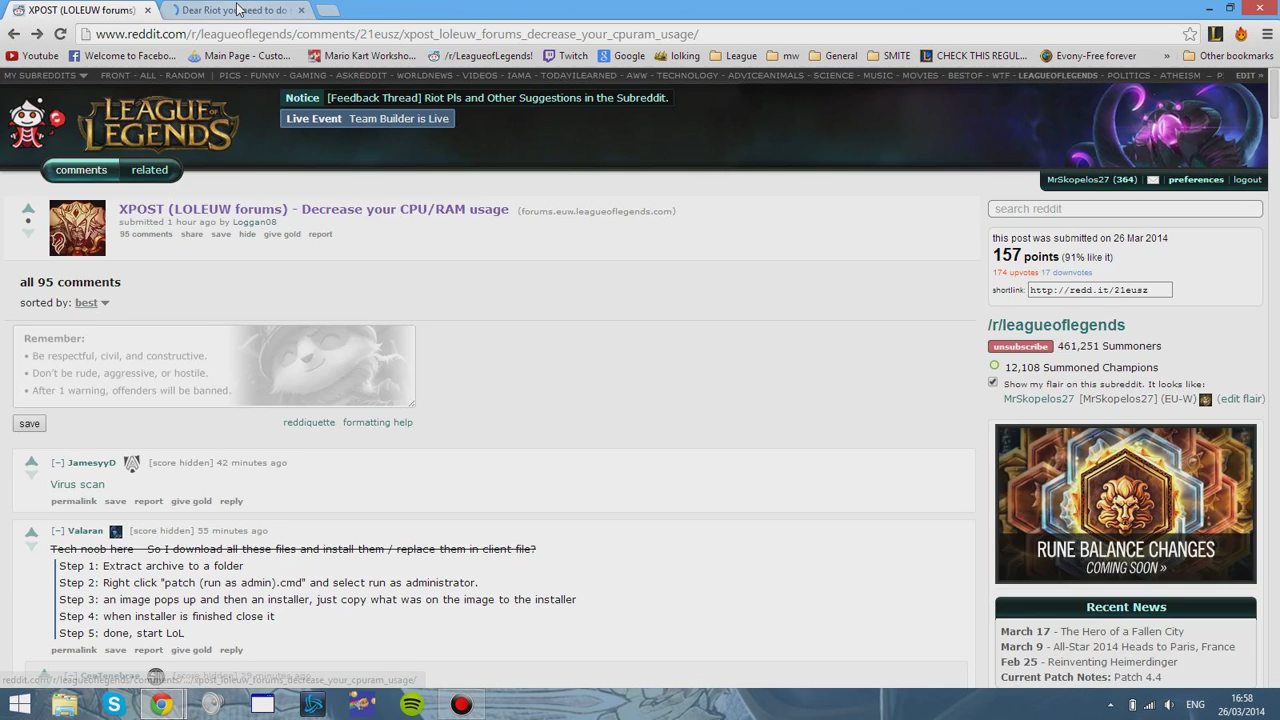 XPOST (LOLEUW forums)
Dear Riot you need to do
www.reddit.com/r/leagueoflegends/comments/21eusz/xpost_loleuw_forums_decrease_your_cpuram_usage/
Youtube Welcome to Facebo... Main Page - Custo... Mario Kart Worksho... /r/Leagueoflegends! Twitch Google lolking League mw General SMITE CHECK THIS REGUL... Evony-Free forever » Other bookmarks
MY SUBREDDITS FRONT - ALL - RANDOM | PICS - FUNNY - GAMING - ASKREDDIT - WORLDNEWS - VIDEOS - IAMA - TODAYILEARNED - AWW - TECHNOLOGY - ADVICEANIMALS - SCIENCE - MUSIC - MOVIES - BESTOF - WTF - LEAGUEOFLEGENDS - POLITICS - ATHEISM - P EDIT »
LEAGUE OF LEGENDS
Notice [Feedback Thread] Riot Pls and Other Suggestions in the Subreddit.
Live Event Team Builder is Live
comments related
MrSkopelos27 (364) | preferences | logout
XPOST (LOLEUW forums) - Decrease your CPU/RAM usage (forums.euw.leagueoflegends.com)
submitted 1 hour ago by Loggan08
95 comments share save hide give gold report
all 95 comments
sorted by: best
Remember:
• Be respectful, civil, and constructive.
• Don't be rude, aggressive, or hostile.
• After 1 warning, offenders will be banned.
save
reddiquette formatting help
[−] JamesyyD [score hidden] 42 minutes ago
Virus scan
permalink save report give gold reply
[−] Valaran [score hidden] 55 minutes ago
Tech noob here - So I download all these files and install them / replace them in client file?
Step 1: Extract archive to a folder
Step 2: Right click "patch (run as admin).cmd" and select run as administrator.
Step 3: an image pops up and then an installer, just copy what was on the image to the installer
Step 4: when installer is finished close it
Step 5: done, start LoL
permalink save report give gold reply
reddit.com/r/leagueoflegends/comments/.../xpost_loleuw_forums_decrease_your_cpuram_usage/
search reddit
this post was submitted on 26 Mar 2014
157 points (91% like it)
174 upvotes 17 downvotes
shortlink: http://redd.it/21eusz
/r/leagueoflegends
unsubscribe 461,251 Summoners
12,108 Summoned Champions
Show my flair on this subreddit. It looks like:
MrSkopelos27 [MrSkopelos27] (EU-W) (edit flair)
RUNE BALANCE CHANGES
COMING SOON »
Recent News
March 17 - The Hero of a Fallen City
March 9 - All-Star 2014 Heads to Paris, France
Feb 25 - Reinventing Heimerdinger
Current Patch Notes: Patch 4.4
ENG
16:58
26/03/2014